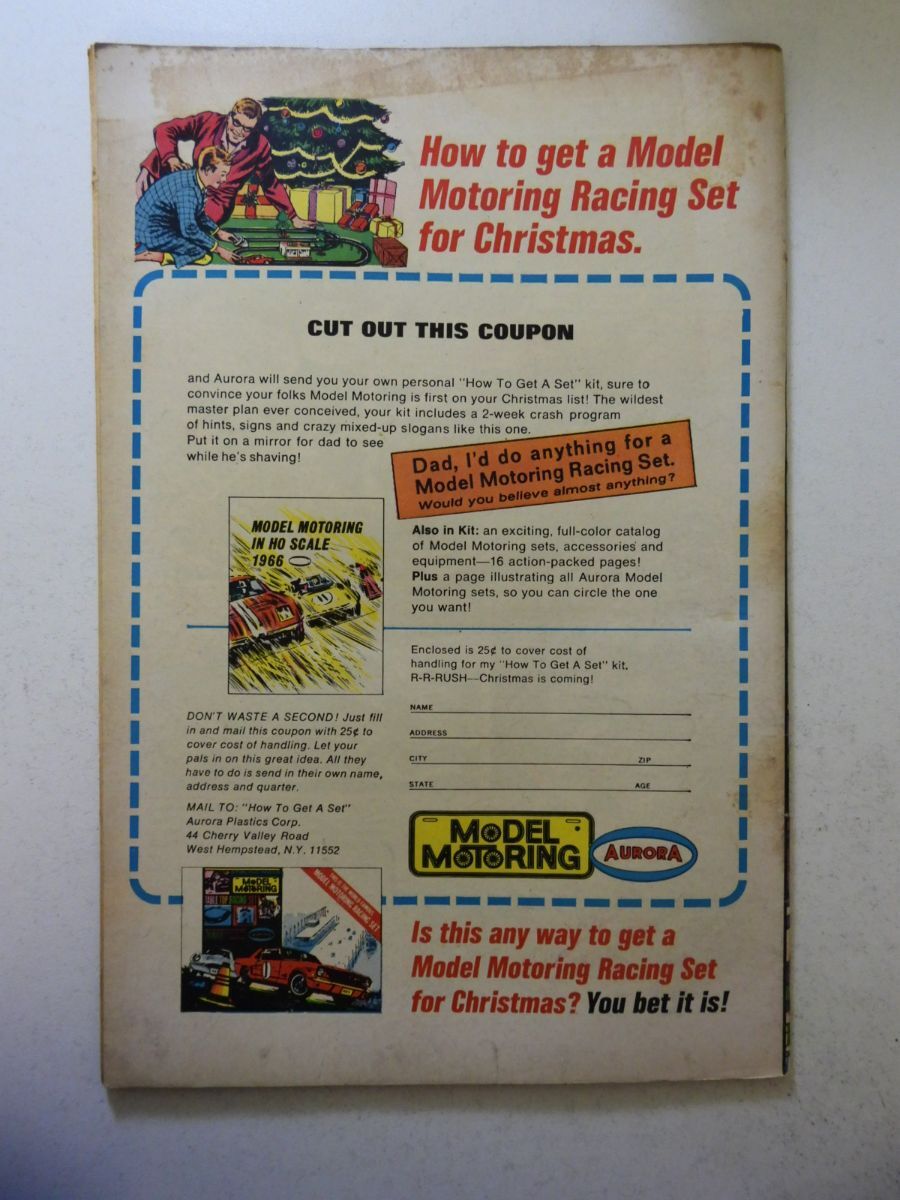 How to get a Model
Motoring Racing Set
for Christmas.
CUT OUT THIS COUPON
and Aurora will send you your own personal "How To Get A Set" kit, sure to
convince your folks Model Motoring is first on your Christmas list! The wildest
master plan ever conceived, your kit includes a 2-week crash program
of hints, signs and crazy mixed-up slogans like this one.
Put it on a mirror for dad to see
while he's shaving!
Dad, I'd do anything for a
Model Motoring Racing Set.
Would you believe almost anything?
MODEL MOTORING
IN HO SCALE
1966
11
Also in Kit: an exciting, full-color catalog
of Model Motoring sets, accessories and
equipment—16 action-packed pages!
Plus a page illustrating all Aurora Model
Motoring sets, so you can circle the one
you want!
Enclosed is 25¢ to cover cost of
handling for my "How To Get A Set" kit.
R-R-RUSH—Christmas is coming!
NAME
ADDRESS
CITY ZIP
STATE AGE
DON'T WASTE A SECOND! Just fill
in and mail this coupon with 25¢ to
cover cost of handling. Let your
pals in on this great idea. All they
have to do is send in their own name,
address and quarter.
MAIL TO: "How To Get A Set"
Aurora Plastics Corp.
44 Cherry Valley Road
West Hempstead, N.Y. 11552
MODEL
MOTORING
AURORA
MODEL
MOTORING
MODEL MOTORING RACING SET
1
Is this any way to get a
Model Motoring Racing Set
for Christmas? You bet it is!